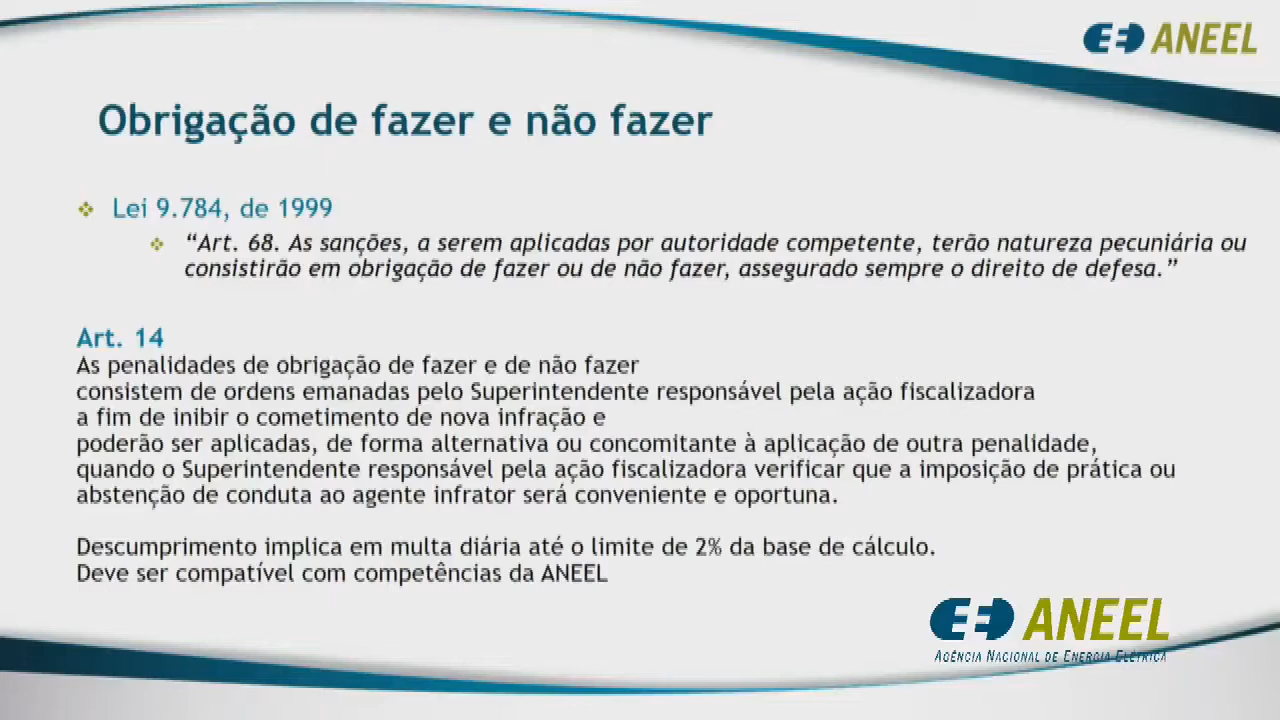 ANEEL
Obrigação de fazer e não fazer
Lei 9.784, de 1999
“Art. 68. As sanções, a serem aplicadas por autoridade competente, terão natureza pecuniária ou
consistirão em obrigação de fazer ou de não fazer, assegurado sempre o direito de defesa.”
Art. 14
As penalidades de obrigação de fazer e de não fazer
consistem de ordens emanadas pelo Superintendente responsável pela ação fiscalizadora
a fim de inibir o cometimento de nova infração e
poderão ser aplicadas, de forma alternativa ou concomitante à aplicação de outra penalidade,
quando o Superintendente responsável pela ação fiscalizadora verificar que a imposição de prática ou
abstenção de conduta ao agente infrator será conveniente e oportuna.
Descumprimento implica em multa diária até o limite de 2% da base de cálculo.
Deve ser compatível com competências da ANEEL
ANEEL
AGÊNCIA NACIONAL DE ENERGIA ELÉTRICA